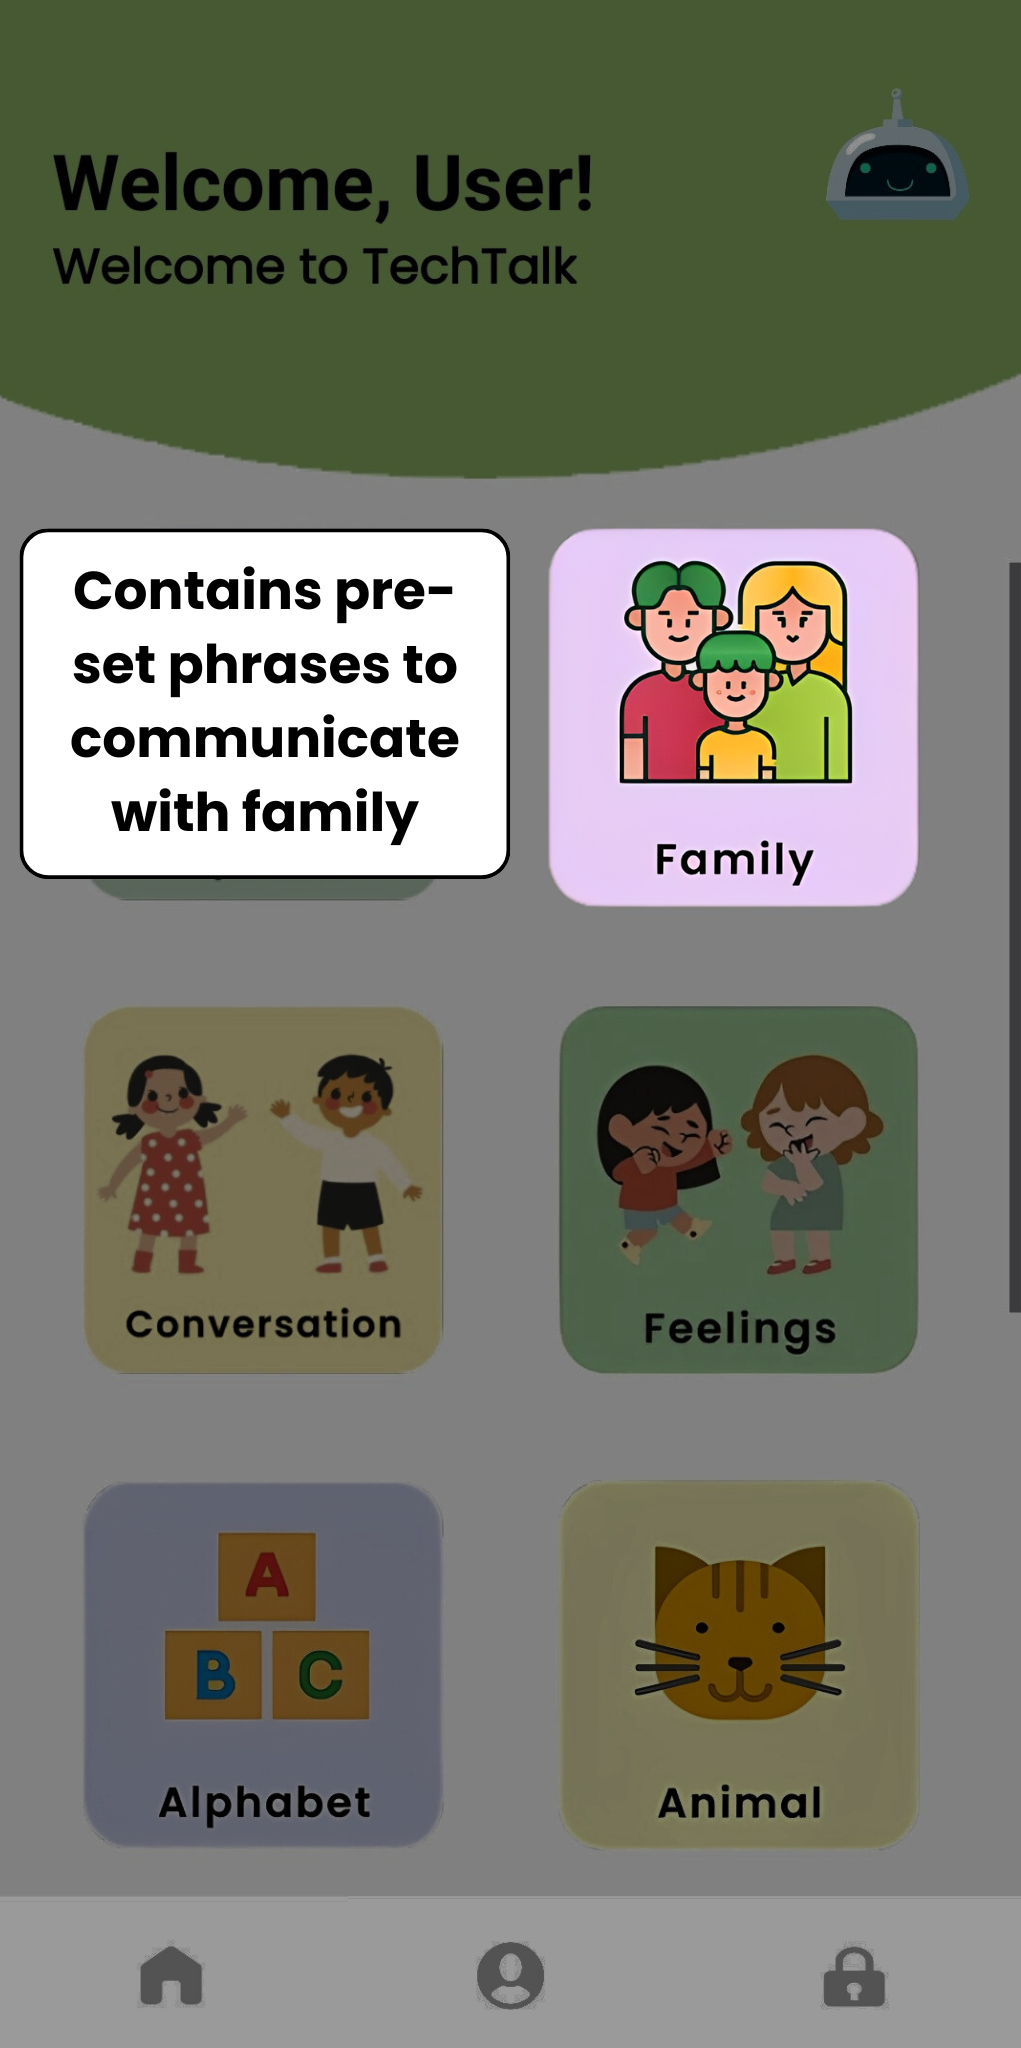 Welcome, User!
Welcome to TechTalk
Contains pre-
set phrases to
communicate
with family
Family
Conversation
Feelings
A
B C
Alphabet
Animal